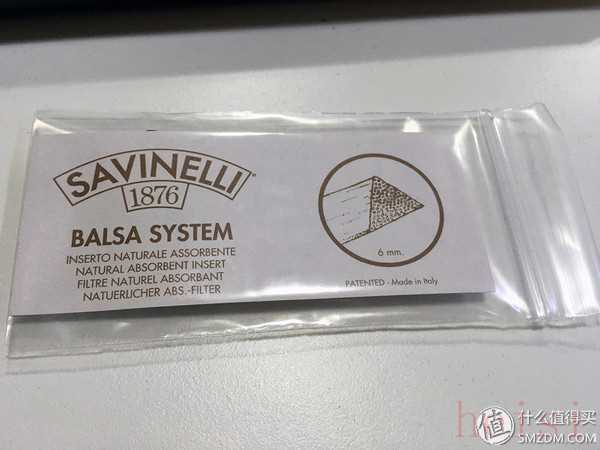 SAVINELLI®
1876
BALSA SYSTEM
INSERTO NATURALE ASSORBENTE
NATURAL ABSORBENT INSERT
FILTRE NATUREL ABSORBANT
NATUERLICHER ABS.-FILTER
6 mm.
PATENTED - Made in Italy
值 什么值得买
SMZDM.COM